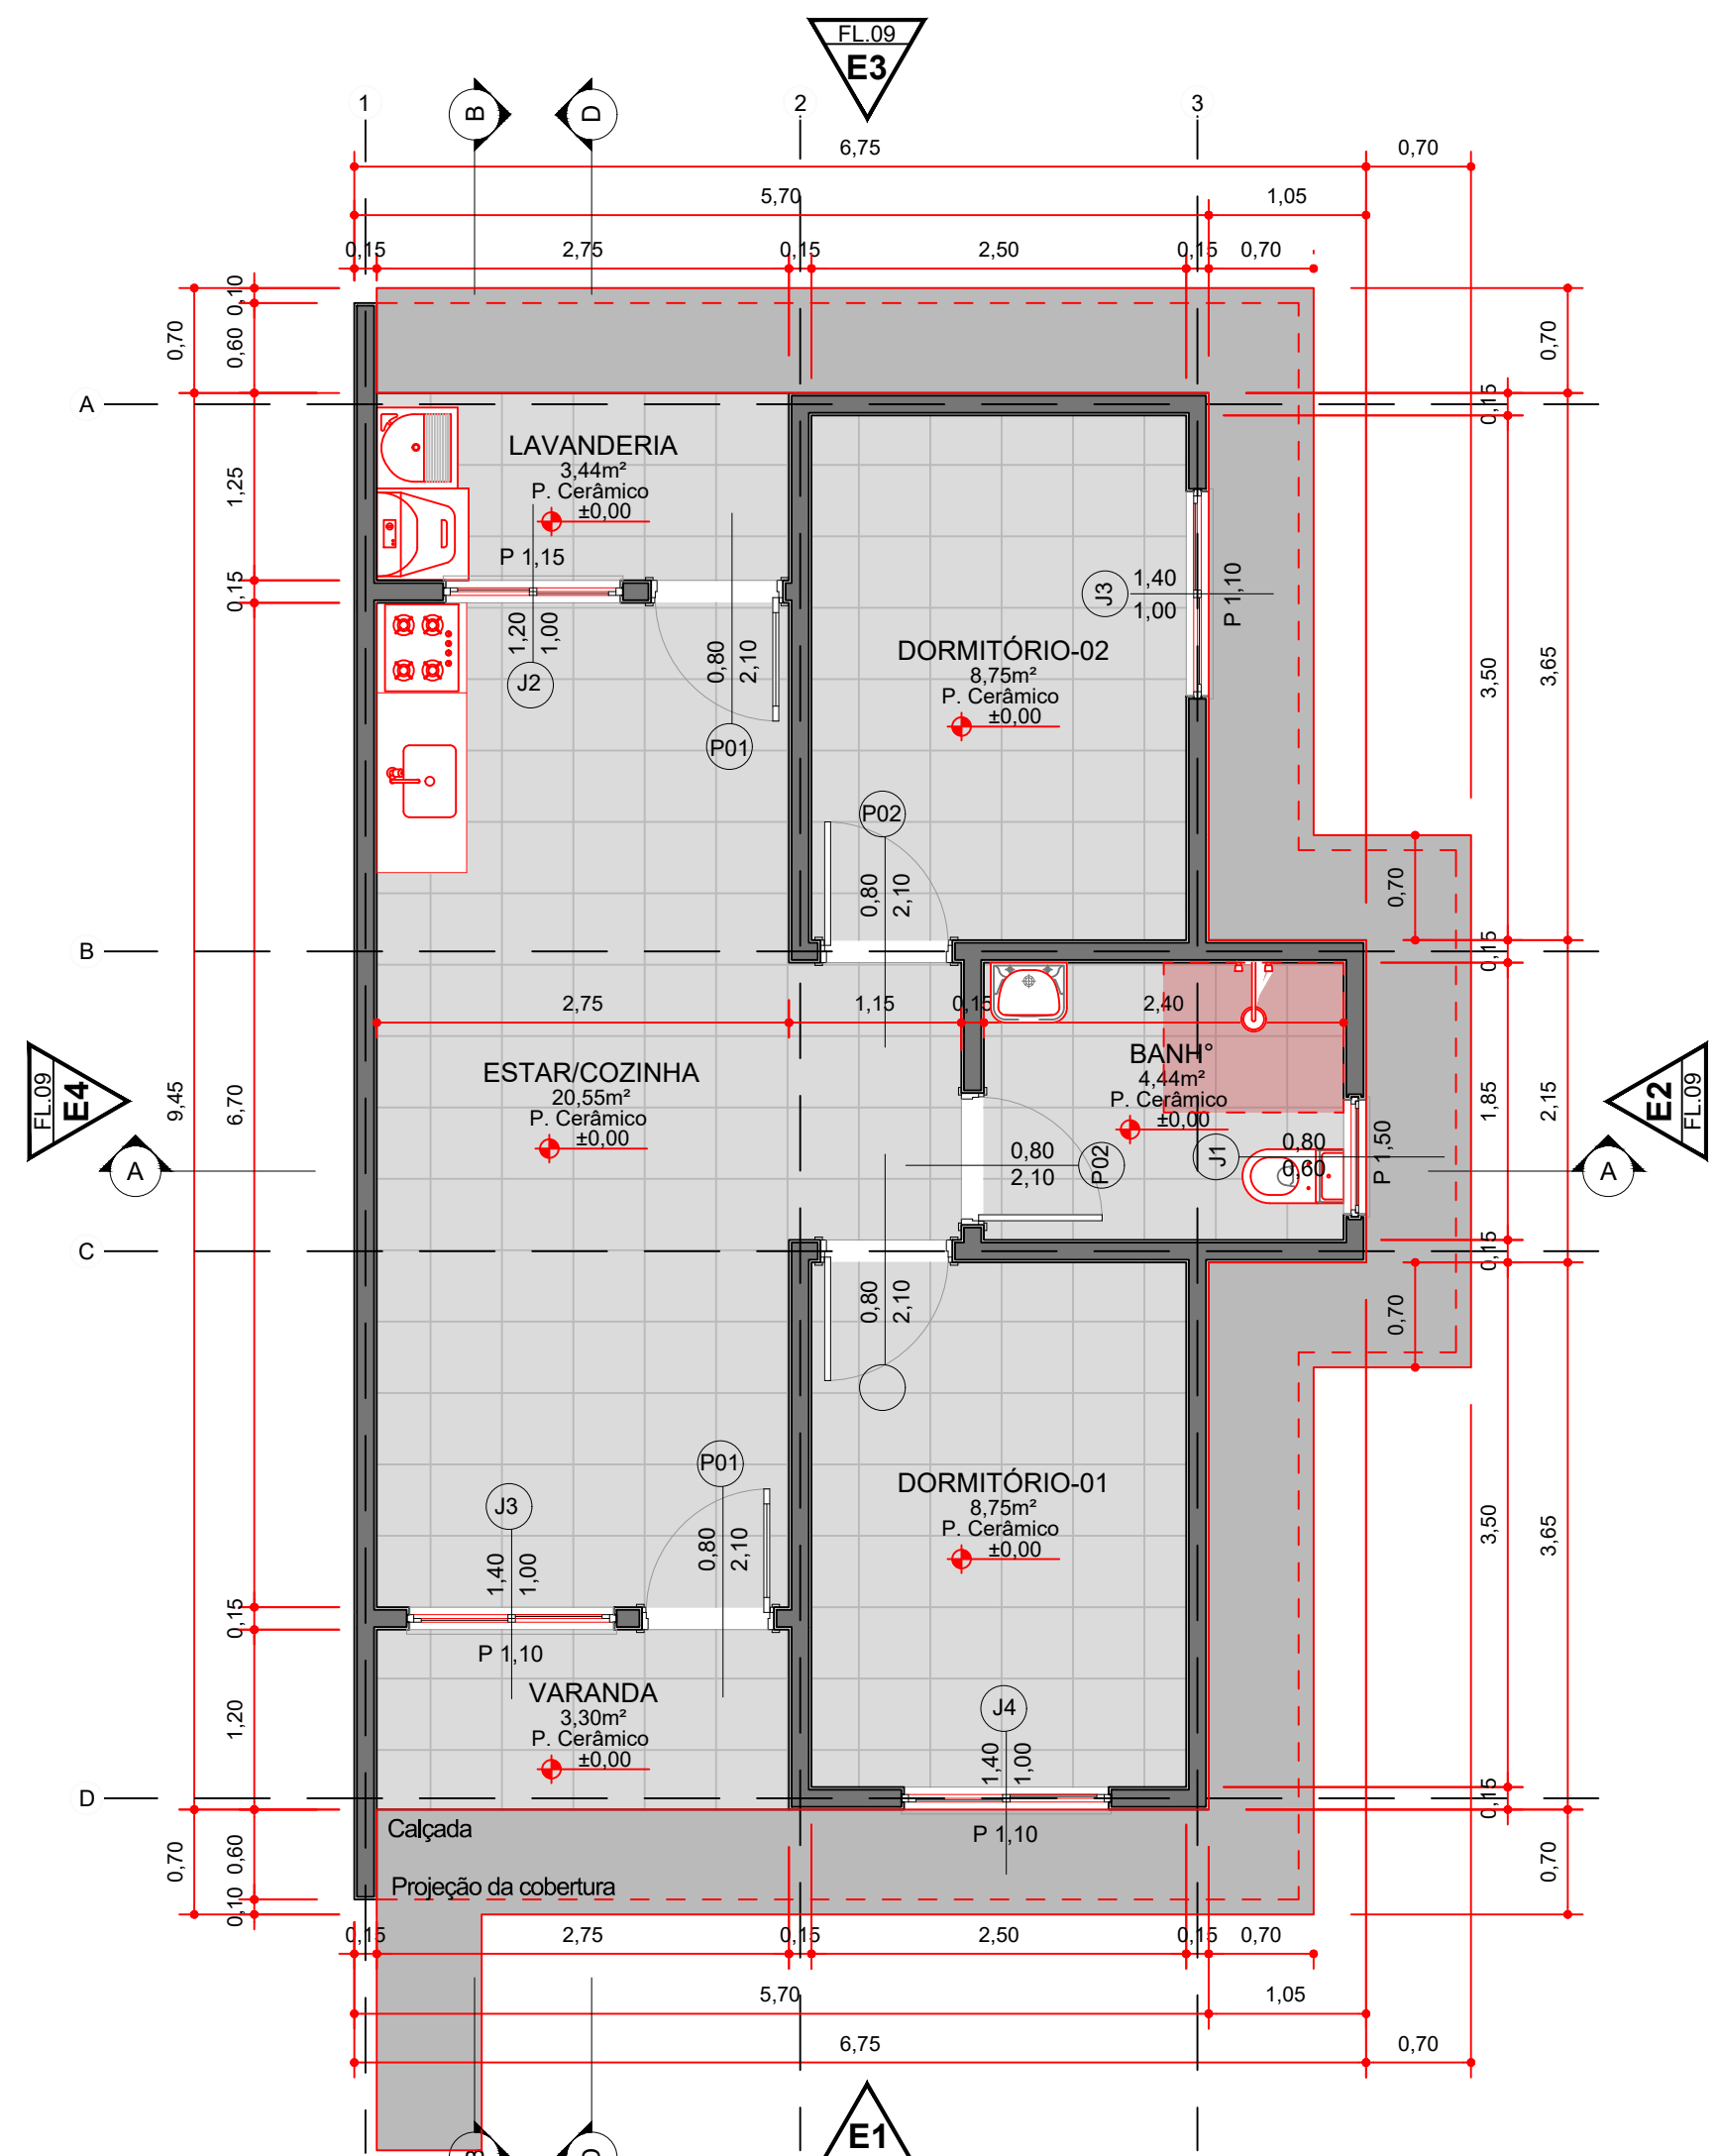 FL.09
E3
1
B
D
2
3
6,75
0,70
5,70
1,05
0,15
2,75
0,15
2,50
0,15
0,70
0,10
0,60
0,70
0,70
A
0,15
LAVANDERIA
3,44m²
P. Cerâmico
±0,00
P 1,15
1,25
0,15
1,20
1,00
J2
0,80
2,10
P01
J3
1,40
1,00
P 1,10
DORMITÓRIO-02
8,75m²
P. Cerâmico
±0,00
3,50
3,65
P02
0,80
2,10
0,70
B
0,15
2,75
1,15
0,15
2,40
ESTAR/COZINHA
20,55m²
P. Cerâmico
±0,00
BANH°
4,44m²
P. Cerâmico
±0,00
FL.09
E4
9,45
6,70
A
0,80
2,10
P02
J1
0,80
0,60
P 1,50
1,85
2,15
E2
FL.09
A
C
0,15
0,80
2,10
0,70
P01
J3
1,40
1,00
0,80
2,10
DORMITÓRIO-01
8,75m²
P. Cerâmico
±0,00
3,50
3,65
0,15
P 1,10
VARANDA
3,30m²
P. Cerâmico
±0,00
1,20
J4
1,40
1,00
D
0,15
P 1,10
Calçada
0,70
0,60
0,10
0,70
Projeção da cobertura
0,15
2,75
0,15
2,50
0,15
0,70
5,70
1,05
6,75
0,70
E1